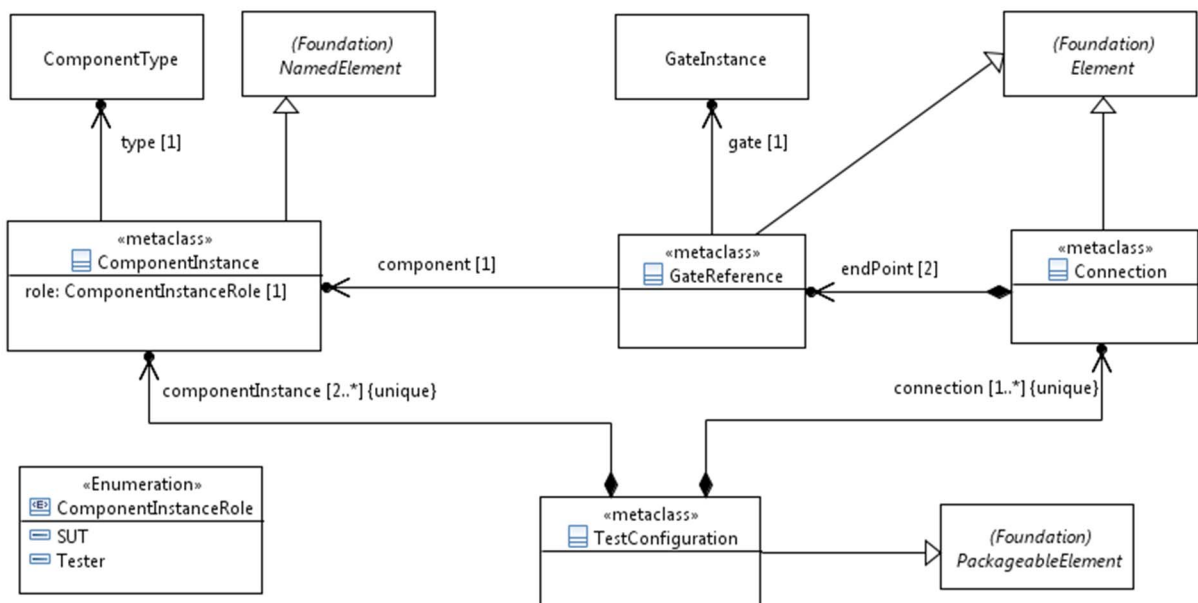 ComponentType
(Foundation)
NamedElement
GateInstance
(Foundation)
Element
type [1]
gate [1]
«metaclass»
ComponentInstance
role: ComponentInstanceRole [1]
component [1]
«metaclass»
GateReference
endPoint [2]
«metaclass»
Connection
componentInstance [2..*] {unique}
connection [1..*] {unique}
«Enumeration»
ComponentInstanceRole
SUT
Tester
«metaclass»
TestConfiguration
(Foundation)
PackageableElement